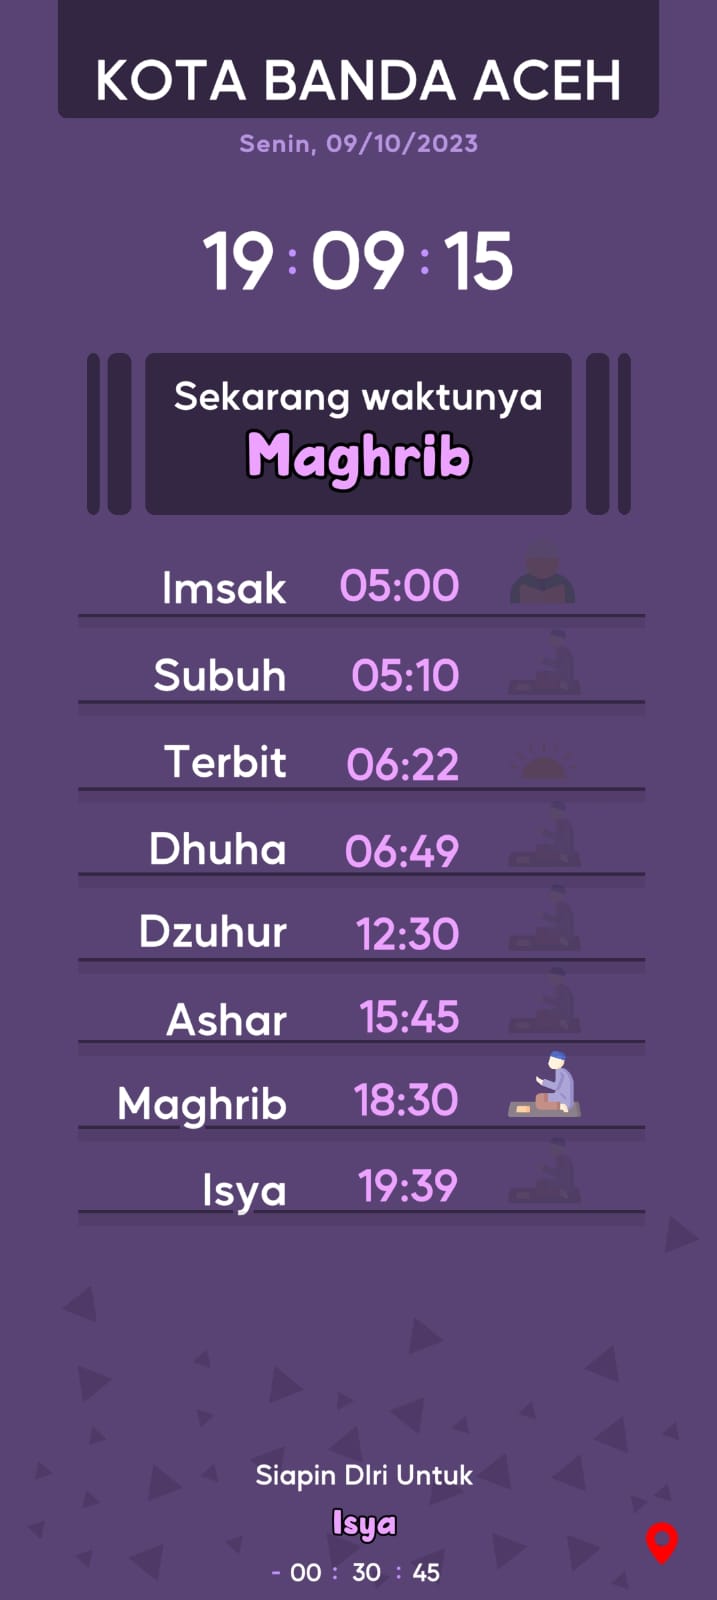 KOTA BANDA ACEH
Senin, 09/10/2023
19 : 09 : 15
Sekarang waktunya
Maghrib
Imsak 05:00
Subuh 05:10
Terbit 06:22
Dhuha 06:49
Dzuhur 12:30
Ashar 15:45
Maghrib 18:30
Isya 19:39
Siapin DIri Untuk
Isya
- 00 : 30 : 45